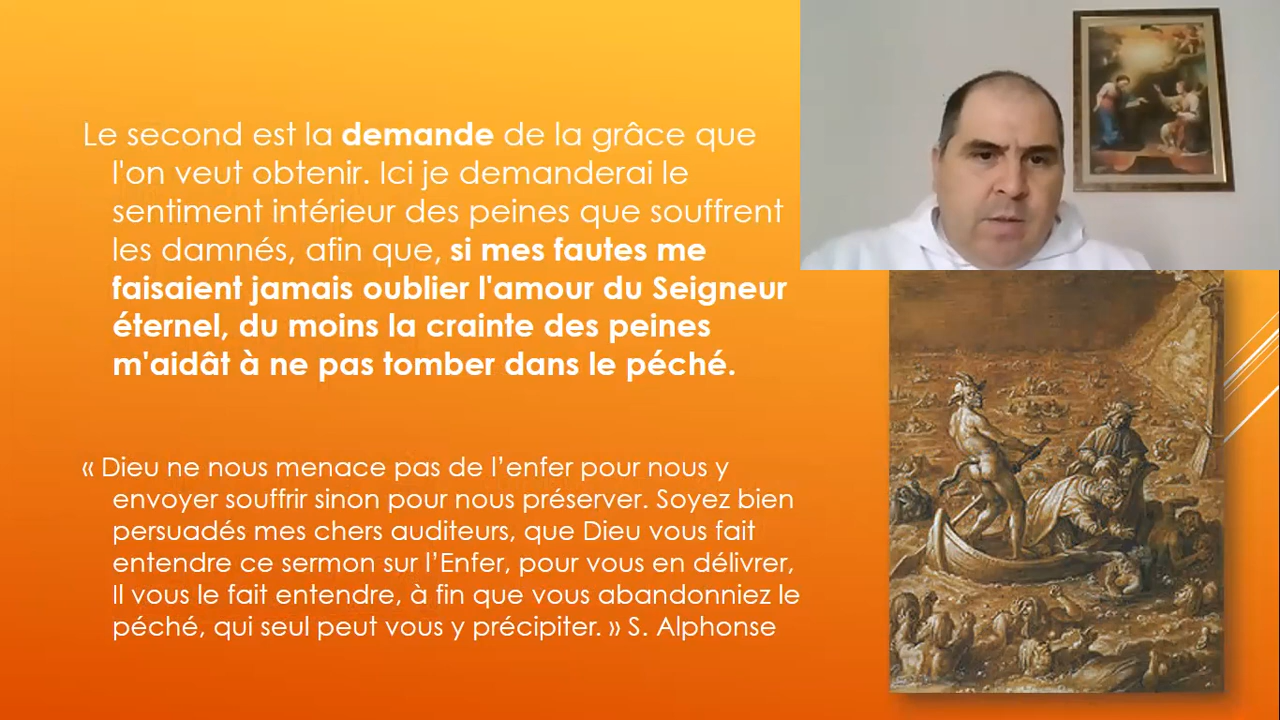 Le second est la demande de la grâce que
l'on veut obtenir. Ici je demanderai le
sentiment intérieur des peines que souffrent
les damnés, afin que, si mes fautes me
faisaient jamais oublier l'amour du Seigneur
éternel, du moins la crainte des peines
m'aidât à ne pas tomber dans le péché.
« Dieu ne nous menace pas de l’enfer pour nous y
envoyer souffrir sinon pour nous préserver. Soyez bien
persuadés mes chers auditeurs, que Dieu vous fait
entendre ce sermon sur l’Enfer, pour vous en délivrer,
Il vous le fait entendre, à fin que vous abandonniez le
péché, qui seul peut vous y précipiter. » S. Alphonse